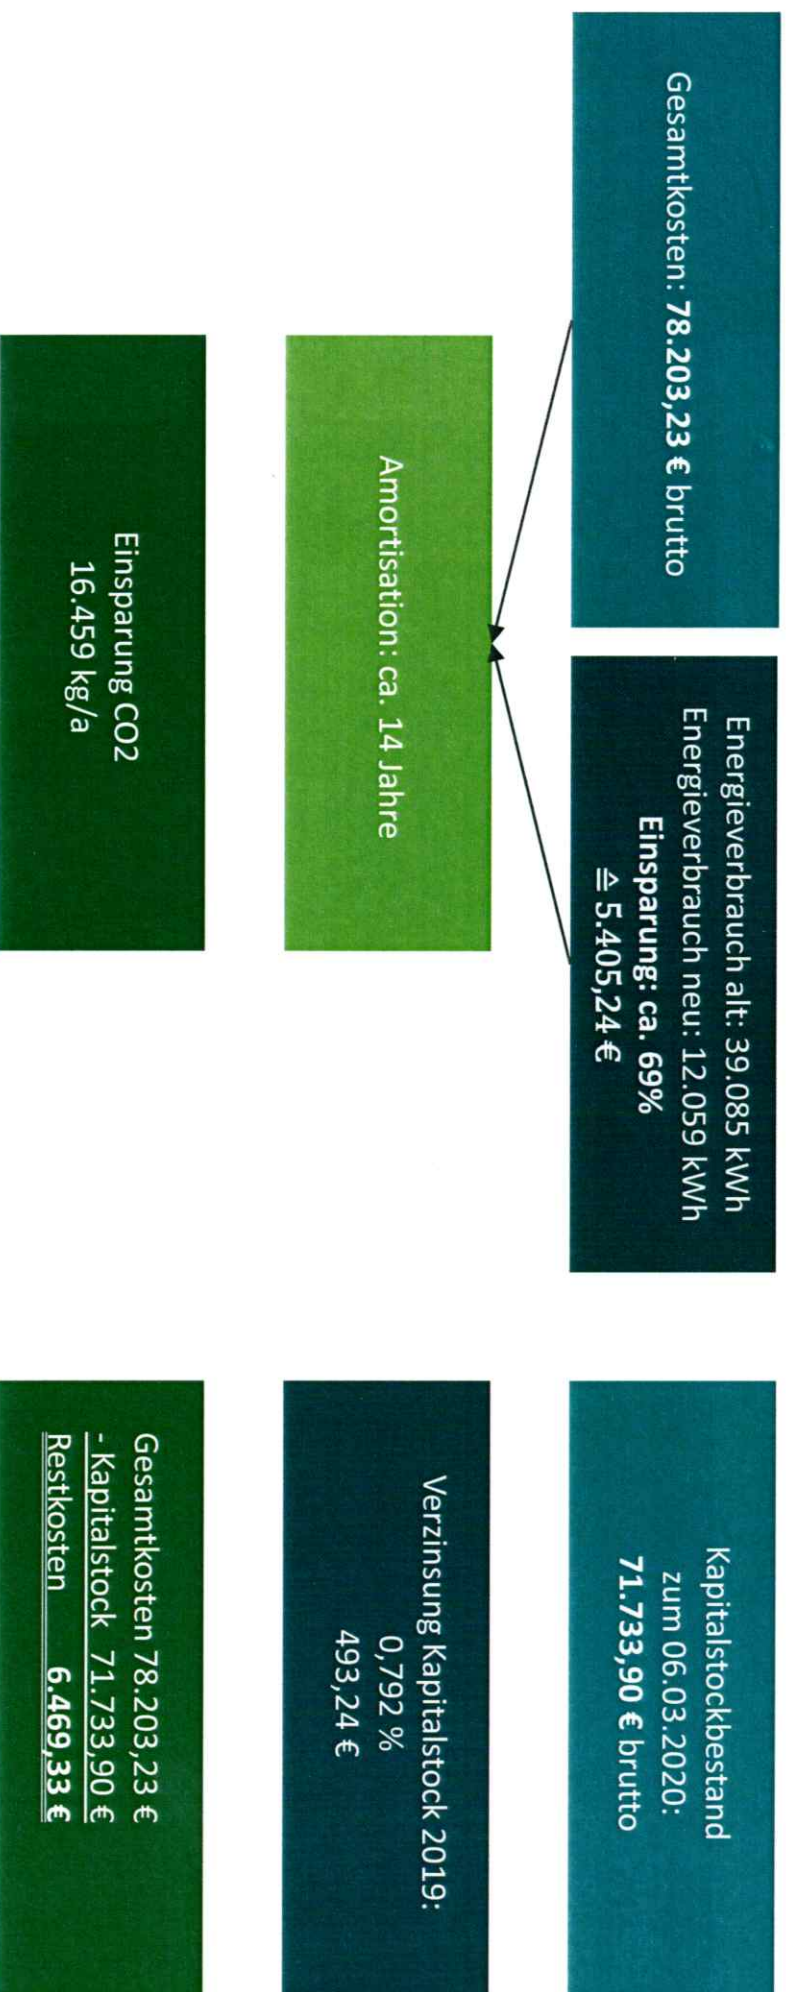 Gesamtkosten: 78.203,23 € brutto
Energieverbrauch alt: 39.085 kWh
Energieverbrauch neu: 12.059 kWh
Einsparung: ca. 69%
≙ 5.405,24 €
Amortisation: ca. 14 Jahre
Einsparung CO2
16.459 kg/a
Kapitalstockbestand
zum 06.03.2020:
71.733,90 € brutto
Verzinsung Kapitalstock 2019:
0,792 %
493,24 €
Gesamtkosten 78.203,23 €
- Kapitalstock 71.733,90 €
Restkosten 6.469,33 €